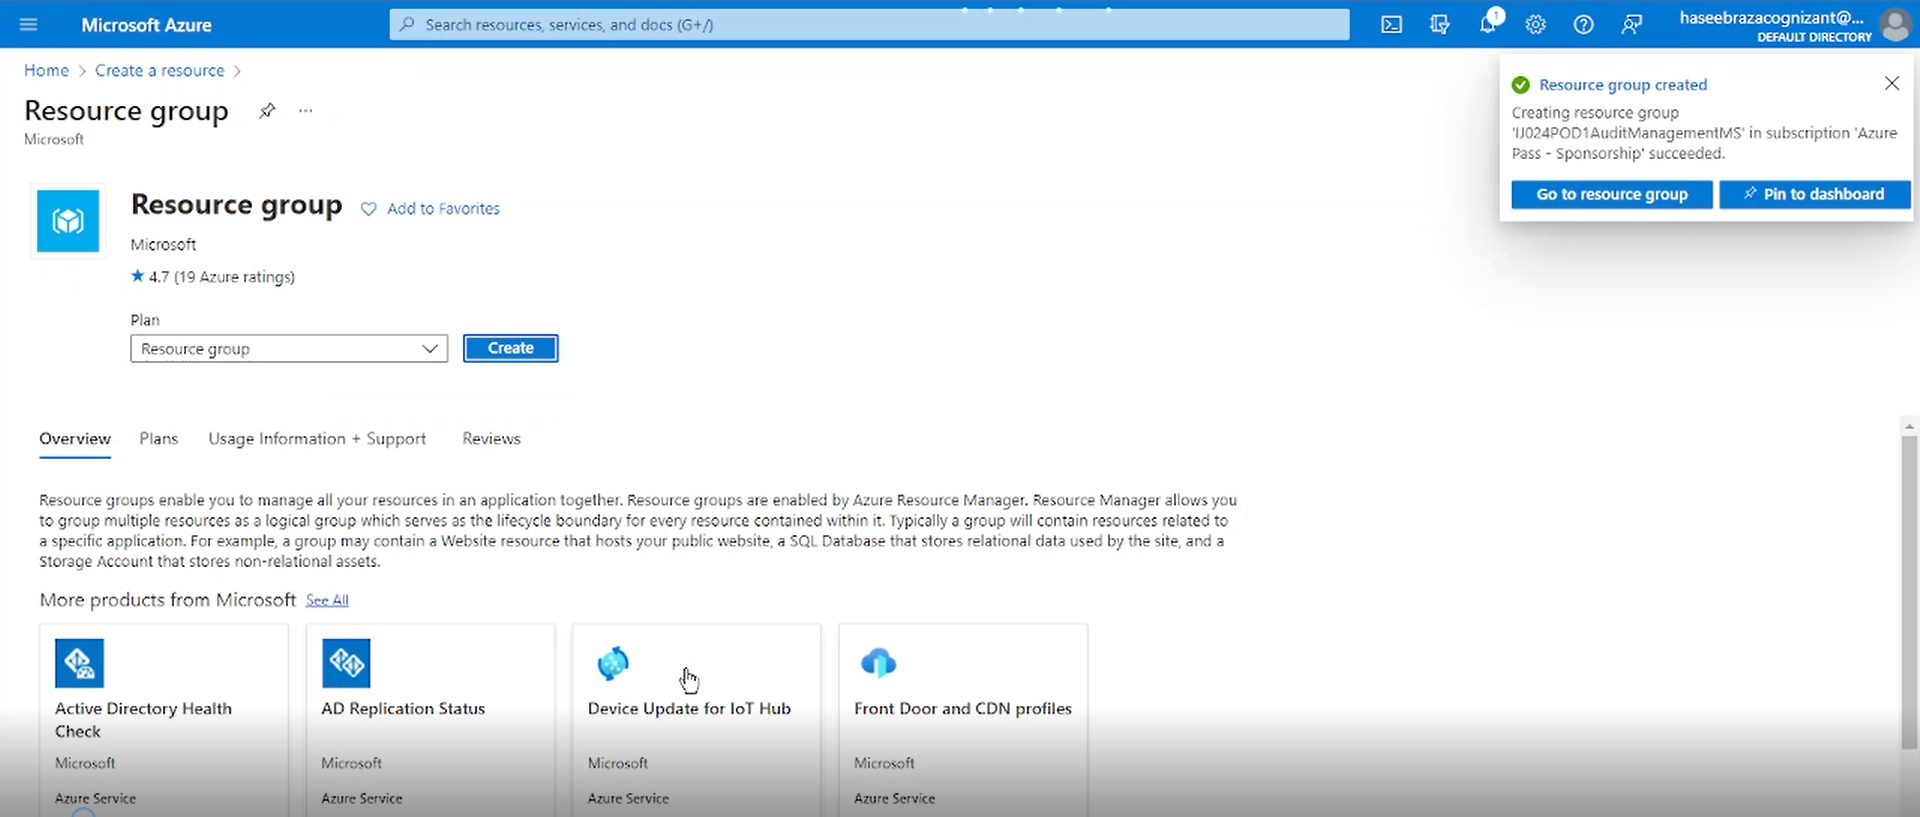 Microsoft Azure
Search resources, services, and docs (G+/)
1
haseebrazacognizant@...
DEFAULT DIRECTORY
Home > Create a resource >
Resource group
...
Microsoft
Resource group created
Creating resource group
'IJ024POD1AuditManagementMS' in subscription 'Azure
Pass - Sponsorship' succeeded.
Go to resource group
Pin to dashboard
Resource group
Add to Favorites
Microsoft
4.7 (19 Azure ratings)
Plan
Resource group
Create
Overview
Plans
Usage Information + Support
Reviews
Resource groups enable you to manage all your resources in an application together. Resource groups are enabled by Azure Resource Manager. Resource Manager allows you
to group multiple resources as a logical group which serves as the lifecycle boundary for every resource contained within it. Typically a group will contain resources related to
a specific application. For example, a group may contain a Website resource that hosts your public website, a SQL Database that stores relational data used by the site, and a
Storage Account that stores non-relational assets.
More products from Microsoft See All
Active Directory Health
Check
Microsoft
Azure Service
AD Replication Status
Microsoft
Azure Service
Device Update for IoT Hub
Microsoft
Azure Service
Front Door and CDN profiles
Microsoft
Azure Service